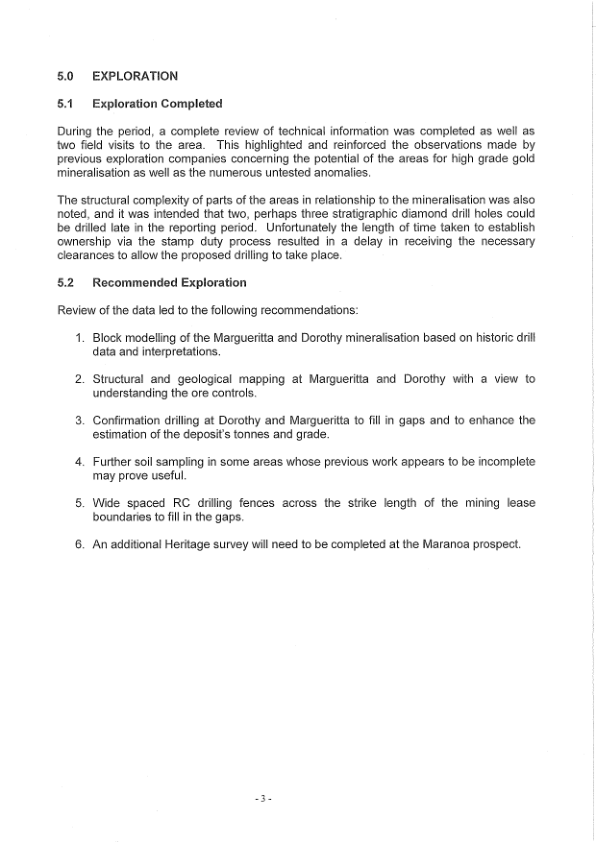 5.0 EXPLORATION
5.1 Exploration Completed
During the period, a complete review of technical information was completed as well as
two field visits to the area. This highlighted and reinforced the observations made by
previous exploration companies concerning the potential of the areas for high grade gold
mineralisation as well as the numerous untested anomalies.
The structural complexity of parts of the areas in relationship to the mineralisation was also
noted, and it was intended that two, perhaps three stratigraphic diamond drill holes could
be drilled late in the reporting period. Unfortunately the length of time taken to establish
ownership via the stamp duty process resulted in a delay in receiving the necessary
clearances to allow the proposed drilling to take place.
5.2 Recommended Exploration
Review of the data led to the following recommendations:
1. Block modelling of the Margueritta and Dorothy mineralisation based on historic drill
data and interpretations.
2. Structural and geological mapping at Margueritta and Dorothy with a view to
understanding the ore controls.
3. Confirmation drilling at Dorothy and Margueritta to fill in gaps and to enhance the
estimation of the deposit's tonnes and grade.
4. Further soil sampling in some areas whose previous work appears to be incomplete
may prove useful.
5. Wide spaced RC drilling fences across the strike length of the mining lease
boundaries to fill in the gaps.
6. An additional Heritage survey will need to be completed at the Maranoa prospect.
- 3 -